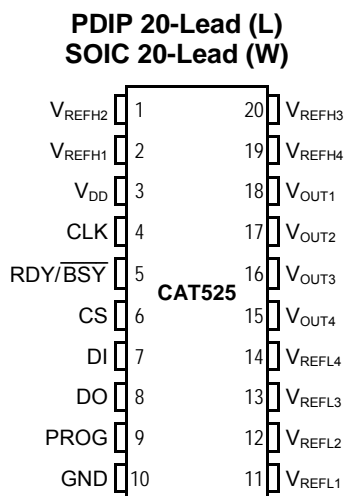 PDIP 20-Lead (L)
SOIC 20-Lead (W)
VREFH2 1 20 VREFH3
VREFH1 2 19 VREFH4
VDD 3 18 VOUT1
CLK 4 17 VOUT2
RDY/BSY 5 16 VOUT3
CAT525
CS 6 15 VOUT4
DI 7 14 VREFL4
DO 8 13 VREFL3
PROG 9 12 VREFL2
GND 10 11 VREFL1